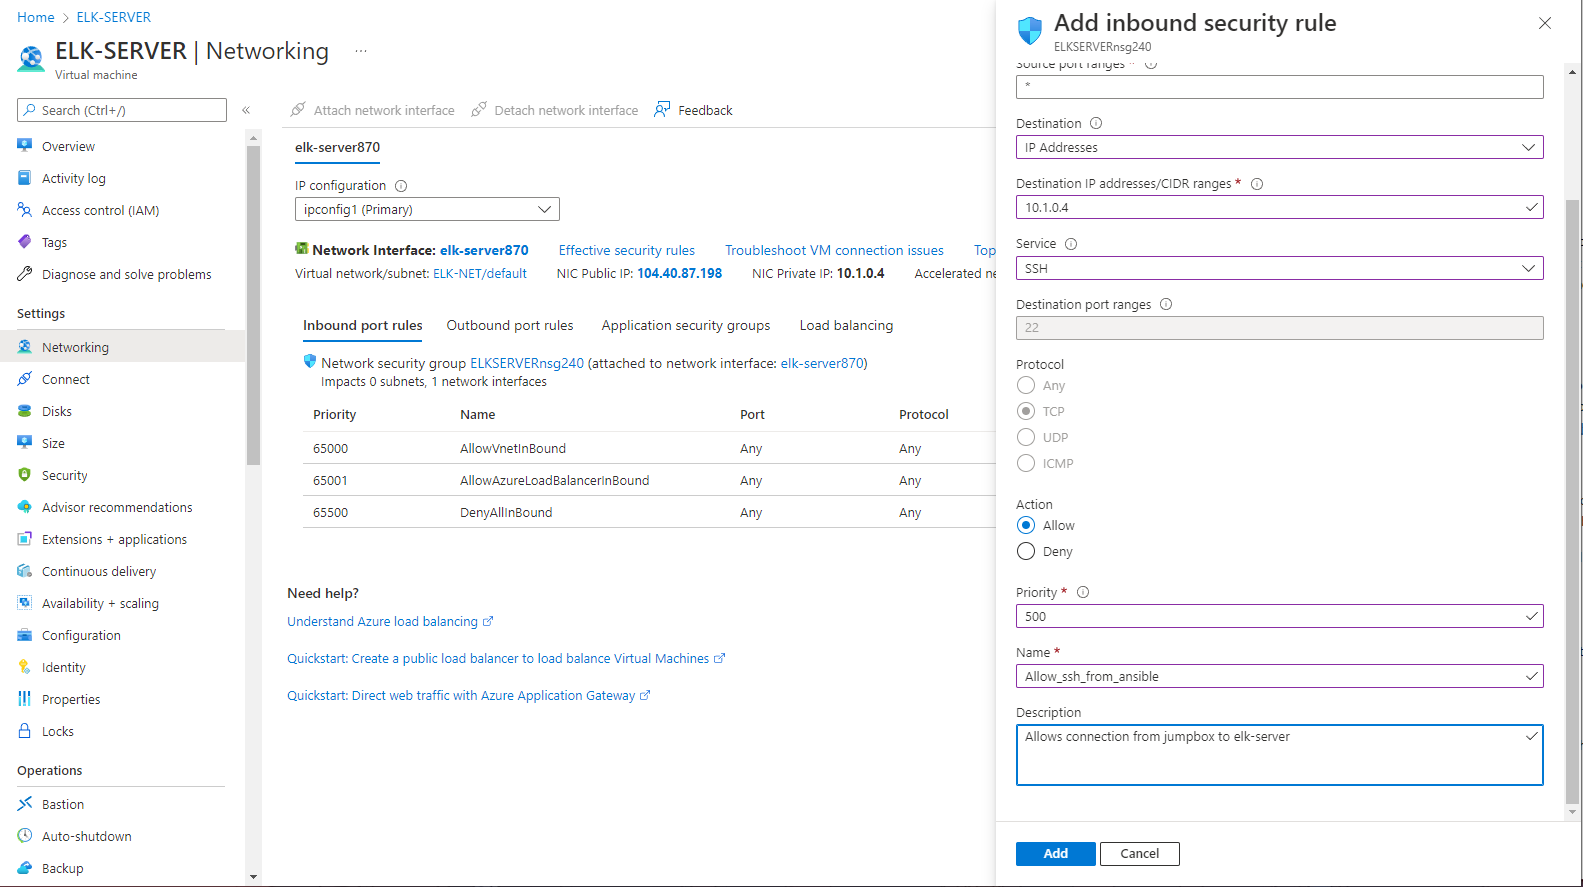 Home > ELK-SERVER
ELK-SERVER | Networking ...
Virtual machine
Search (Ctrl+/)
«
Overview
Activity log
Access control (IAM)
Tags
Diagnose and solve problems
Settings
Networking
Connect
Disks
Size
Security
Advisor recommendations
Extensions + applications
Continuous delivery
Availability + scaling
Configuration
Identity
Properties
Locks
Operations
Bastion
Auto-shutdown
Backup
Attach network interface Detach network interface Feedback
elk-server870
IP configuration
ipconfig1 (Primary)
Network Interface: elk-server870 Effective security rules Troubleshoot VM connection issues Top
Virtual network/subnet: ELK-NET/default NIC Public IP: 104.40.87.198 NIC Private IP: 10.1.0.4 Accelerated ne
Inbound port rules Outbound port rules Application security groups Load balancing
Network security group ELKSERVERnsg240 (attached to network interface: elk-server870)
Impacts 0 subnets, 1 network interfaces
Priority Name Port Protocol
65000 AllowVnetInBound Any Any
65001 AllowAzureLoadBalancerInBound Any Any
65500 DenyAllInBound Any Any
Need help?
Understand Azure load balancing
Quickstart: Create a public load balancer to load balance Virtual Machines
Quickstart: Direct web traffic with Azure Application Gateway
Add inbound security rule
ELKSERVERnsg240
Source port ranges *
*
Destination
IP Addresses
Destination IP addresses/CIDR ranges *
10.1.0.4
Service
SSH
Destination port ranges
22
Protocol
Any
TCP
UDP
ICMP
Action
Allow
Deny
Priority *
500
Name *
Allow_ssh_from_ansible
Description
Allows connection from jumpbox to elk-server
Add Cancel